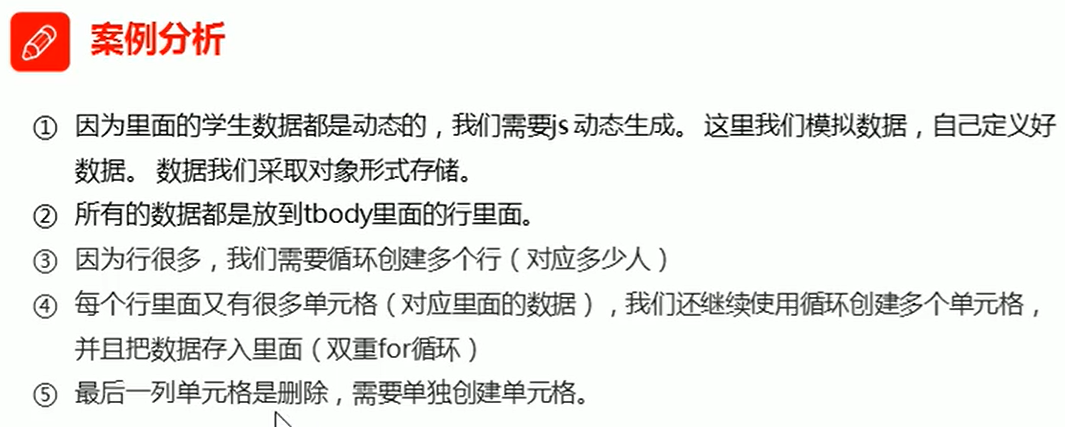 案例分析
① 因为里面的学生数据都是动态的，我们需要js 动态生成。 这里我们模拟数据，自己定义好
数据。 数据我们采取对象形式存储。
② 所有的数据都是放到tbody里面的行里面。
③ 因为行很多，我们需要循环创建多个行（对应多少人）
④ 每个行里面又有很多单元格（对应里面的数据），我们还继续使用循环创建多个单元格，
并且把数据存入里面（双重for循环）
⑤ 最后一列单元格是删除，需要单独创建单元格。